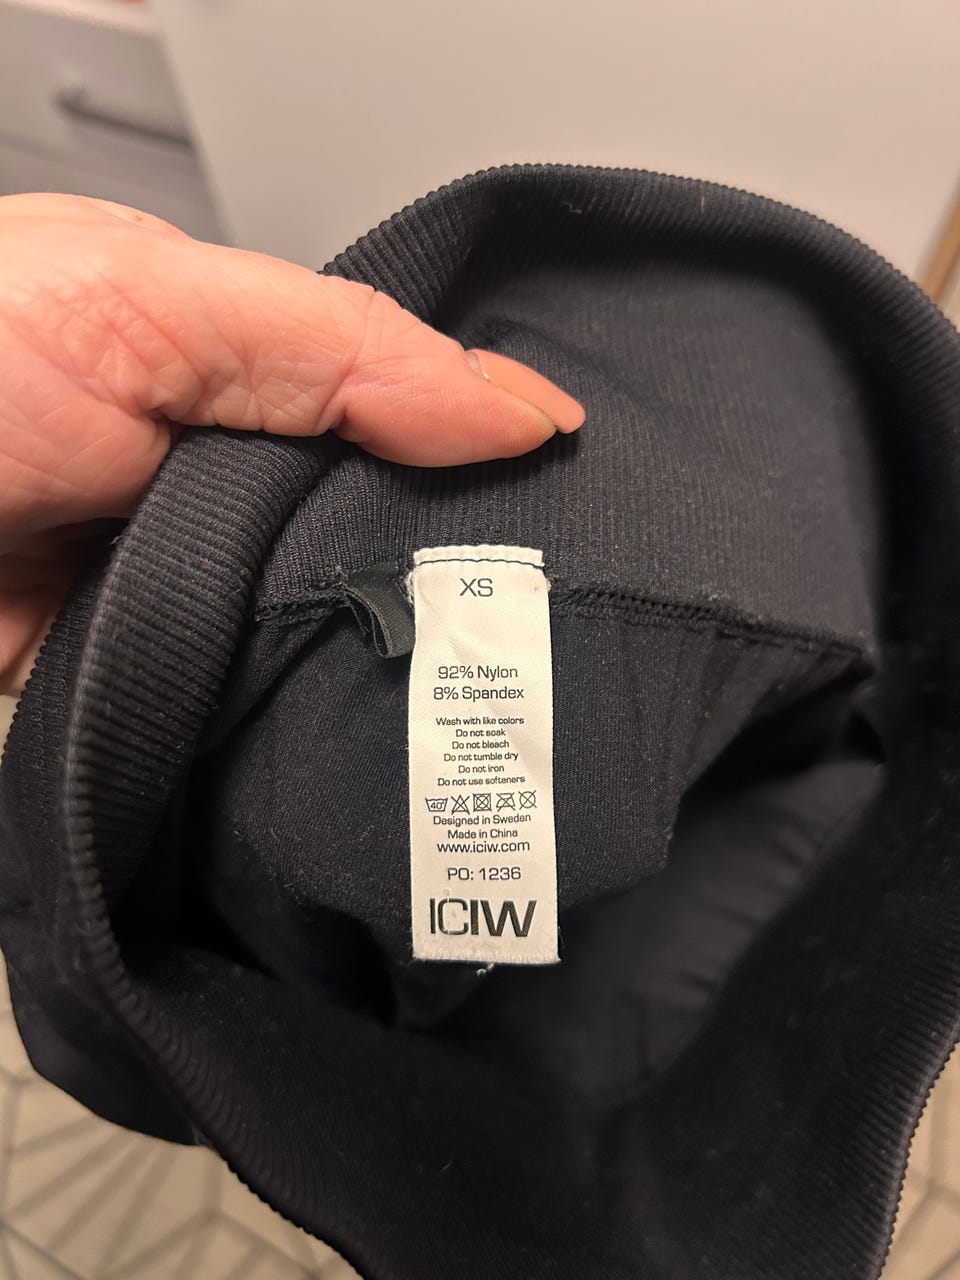 XS
92% Nylon
8% Spandex
Wash with like colors
Do not soak
Do not bleach
Do not tumble dry
Do not iron
Do not use softeners
40°
Designed in Sweden
Made in China
www.iciw.com
PO: 1236
ICIW